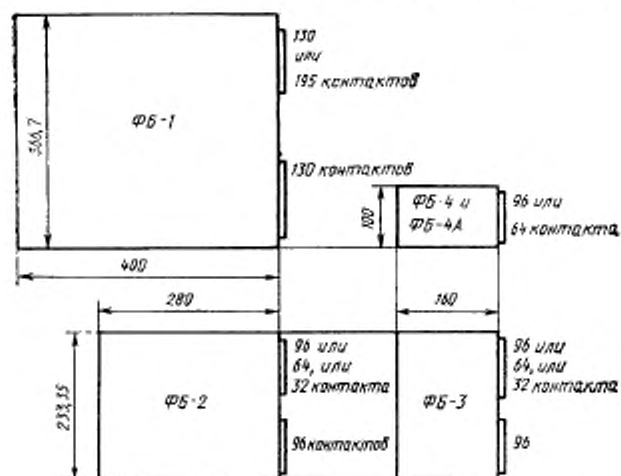 130
или
195 контактов
ФБ-1
366,7
130 контактов
ФБ-4 и
ФБ-4А
96 или
64 контакта
100
400
280
160
96 или
64, или
32 контакта
ФБ-2
233,35
96 контактов
96 или
64, или
32 контакта
ФБ-3
96